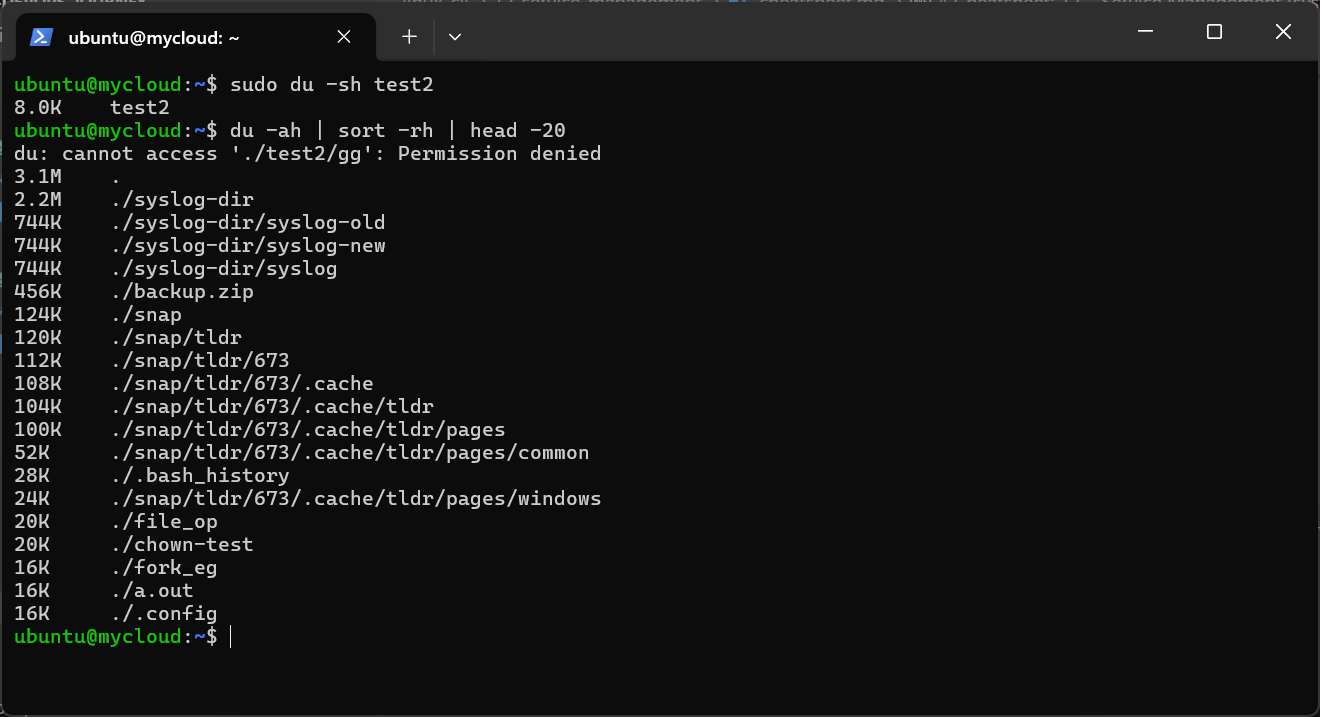 ubuntu@mycloud: ~
ubuntu@mycloud:~$ sudo du -sh test2
8.0K    test2
ubuntu@mycloud:~$ du -ah | sort -rh | head -20
du: cannot access './test2/gg': Permission denied
3.1M    .
2.2M    ./syslog-dir
744K    ./syslog-dir/syslog-old
744K    ./syslog-dir/syslog-new
744K    ./syslog-dir/syslog
456K    ./backup.zip
124K    ./snap
120K    ./snap/tldr
112K    ./snap/tldr/673
108K    ./snap/tldr/673/.cache
104K    ./snap/tldr/673/.cache/tldr
100K    ./snap/tldr/673/.cache/tldr/pages
52K     ./snap/tldr/673/.cache/tldr/pages/common
28K     ./.bash_history
24K     ./snap/tldr/673/.cache/tldr/pages/windows
20K     ./file_op
20K     ./chown-test
16K     ./fork_eg
16K     ./a.out
16K     ./.config
ubuntu@mycloud:~$